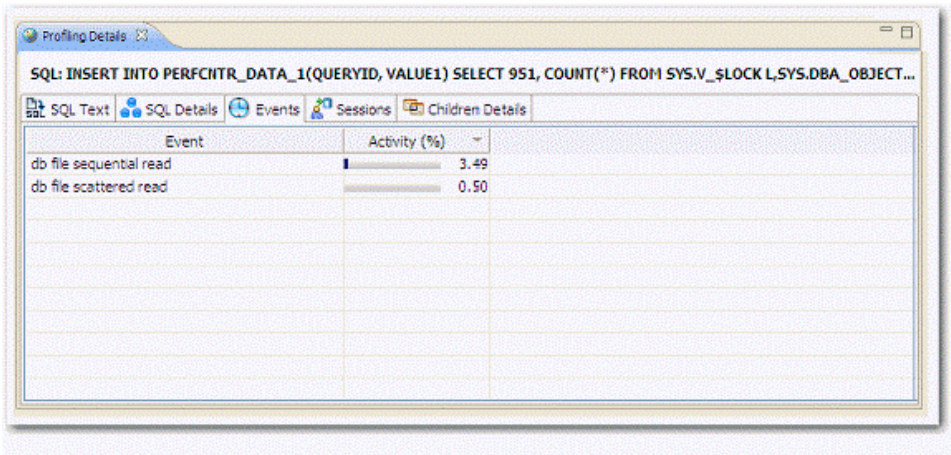 Profiling Details
SQL: INSERT INTO PERFCNTR_DATA_1(QUERYID, VALUE1) SELECT 951, COUNT(*) FROM SYS.V_$LOCK L,SYS.DBA_OBJECT...
SQL Text SQL Details Events Sessions Children Details
Event Activity (%)
db file sequential read 3.49
db file scattered read 0.50